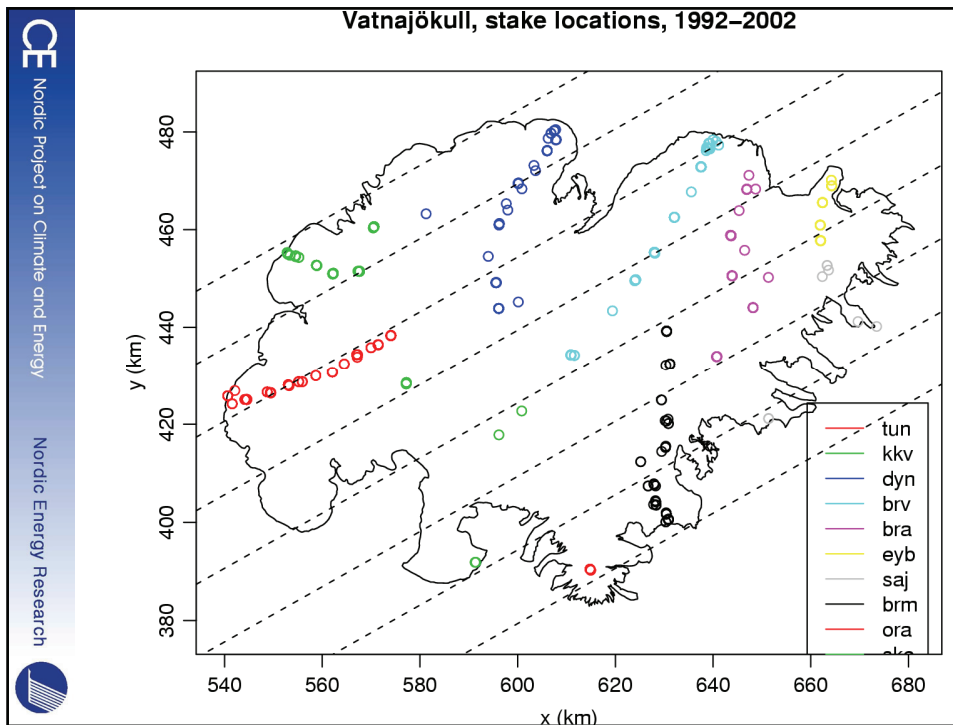 Vatnajökull, stake locations, 1992–2002
CE
Nordic Project on Climate and Energy
Nordic Energy Research
y (km)
480
460
440
420
400
380
tun
kkv
dyn
brv
bra
eyb
saj
brm
ora
540
560
580
600
620
640
660
680
x (km)